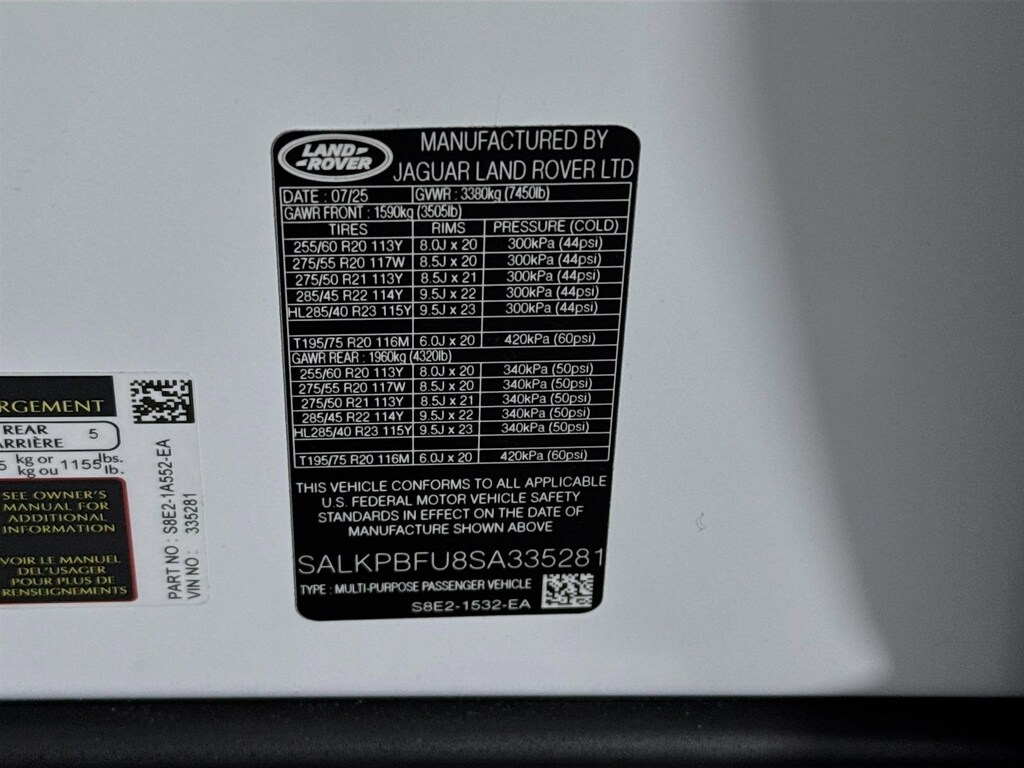 LAND-
-ROVER
MANUFACTURED BY
JAGUAR LAND ROVER LTD
DATE : 07/25 GVWR : 3380kg (7450lb)
GAWR FRONT : 1590kg (3505lb)
TIRES RIMS PRESSURE (COLD)
255/60 R20 113Y 8.0J x 20 300kPa (44psi)
275/55 R20 117W 8.5J x 20 300kPa (44psi)
275/50 R21 113Y 8.5J x 21 300kPa (44psi)
285/45 R22 114Y 9.5J x 22 300kPa (44psi)
HL285/40 R23 115Y 9.5J x 23 300kPa (44psi)
T195/75 R20 116M 6.0J x 20 420kPa (60psi)
GAWR REAR : 1960kg (4320lb)
255/60 R20 113Y 8.0J x 20 340kPa (50psi)
275/55 R20 117W 8.5J x 20 340kPa (50psi)
275/50 R21 113Y 8.5J x 21 340kPa (50psi)
285/45 R22 114Y 9.5J x 22 340kPa (50psi)
HL285/40 R23 115Y 9.5J x 23 340kPa (50psi)
T195/75 R20 116M 6.0J x 20 420kPa (60psi)
THIS VEHICLE CONFORMS TO ALL APPLICABLE
U.S. FEDERAL MOTOR VEHICLE SAFETY
STANDARDS IN EFFECT ON THE DATE OF
MANUFACTURE SHOWN ABOVE
SALKPBFU8SA335281
TYPE : MULTI-PURPOSE PASSENGER VEHICLE
S8E2-1532-EA
RGEMENT
REAR 5
ARRIÈRE
5 kg or 1155 lbs.
kg ou lb.
SEE OWNER'S
MANUAL FOR
ADDITIONAL
INFORMATION
VOIR LE MANUEL
DEL'USAGER
POUR PLUS DE
RENSEIGNEMENTS
PART NO : S8E2-1A552-EA
VIN NO : 335281